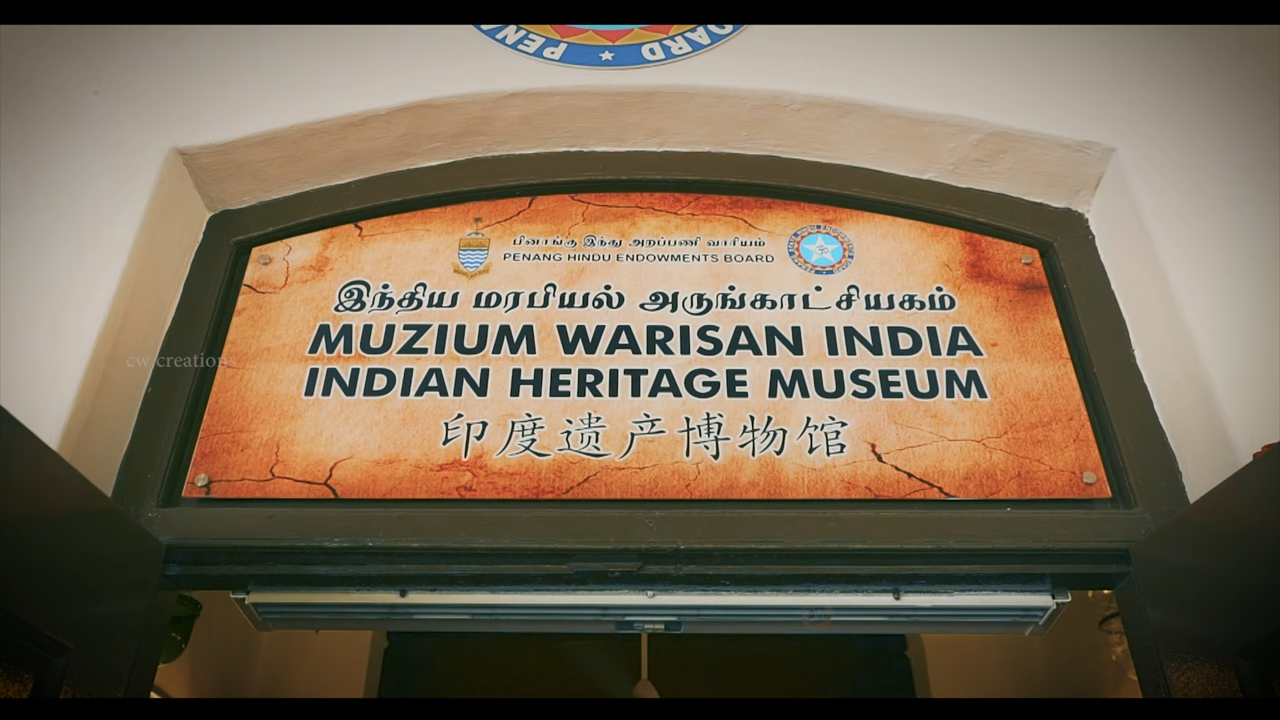 பினாங்கு இந்து அறப்பணி வாரியம்
PENANG HINDU ENDOWMENTS BOARD
இந்திய மரபியல் அருங்காட்சியகம்
MUZIUM WARISAN INDIA
INDIAN HERITAGE MUSEUM
印度遗产博物馆
cw creations